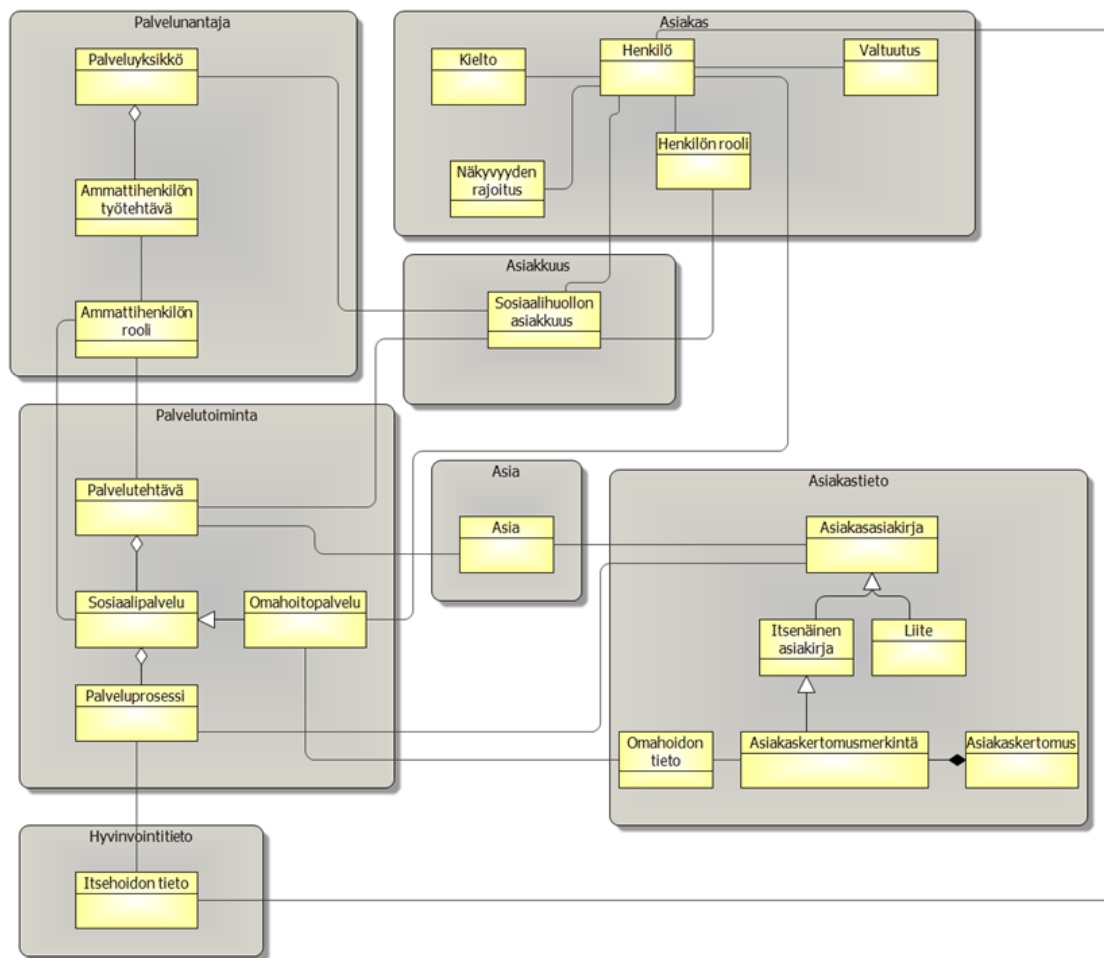 Palvelunantaja
Palveluyksikkö
Ammattihenkilön
työtehtävä
Ammattihenkilön
rooli
Asiakas
Kielto
Henkilö
Valtuutus
Henkilön rooli
Näkyvyyden
rajoitus
Asiakkuus
Sosiaalihuollon
asiakkuus
Palvelutoiminta
Palvelutehtävä
Sosiaalipalvelu
Omahoitopalvelu
Palveluprosessi
Asia
Asia
Asiakastieto
Asiakasasiakirja
Itsenäinen
asiakirja
Liite
Omahoidon
tieto
Asiakaskertomusmerkintä
Asiakaskertomus
Hyvinvointitieto
Itsehoidon tieto